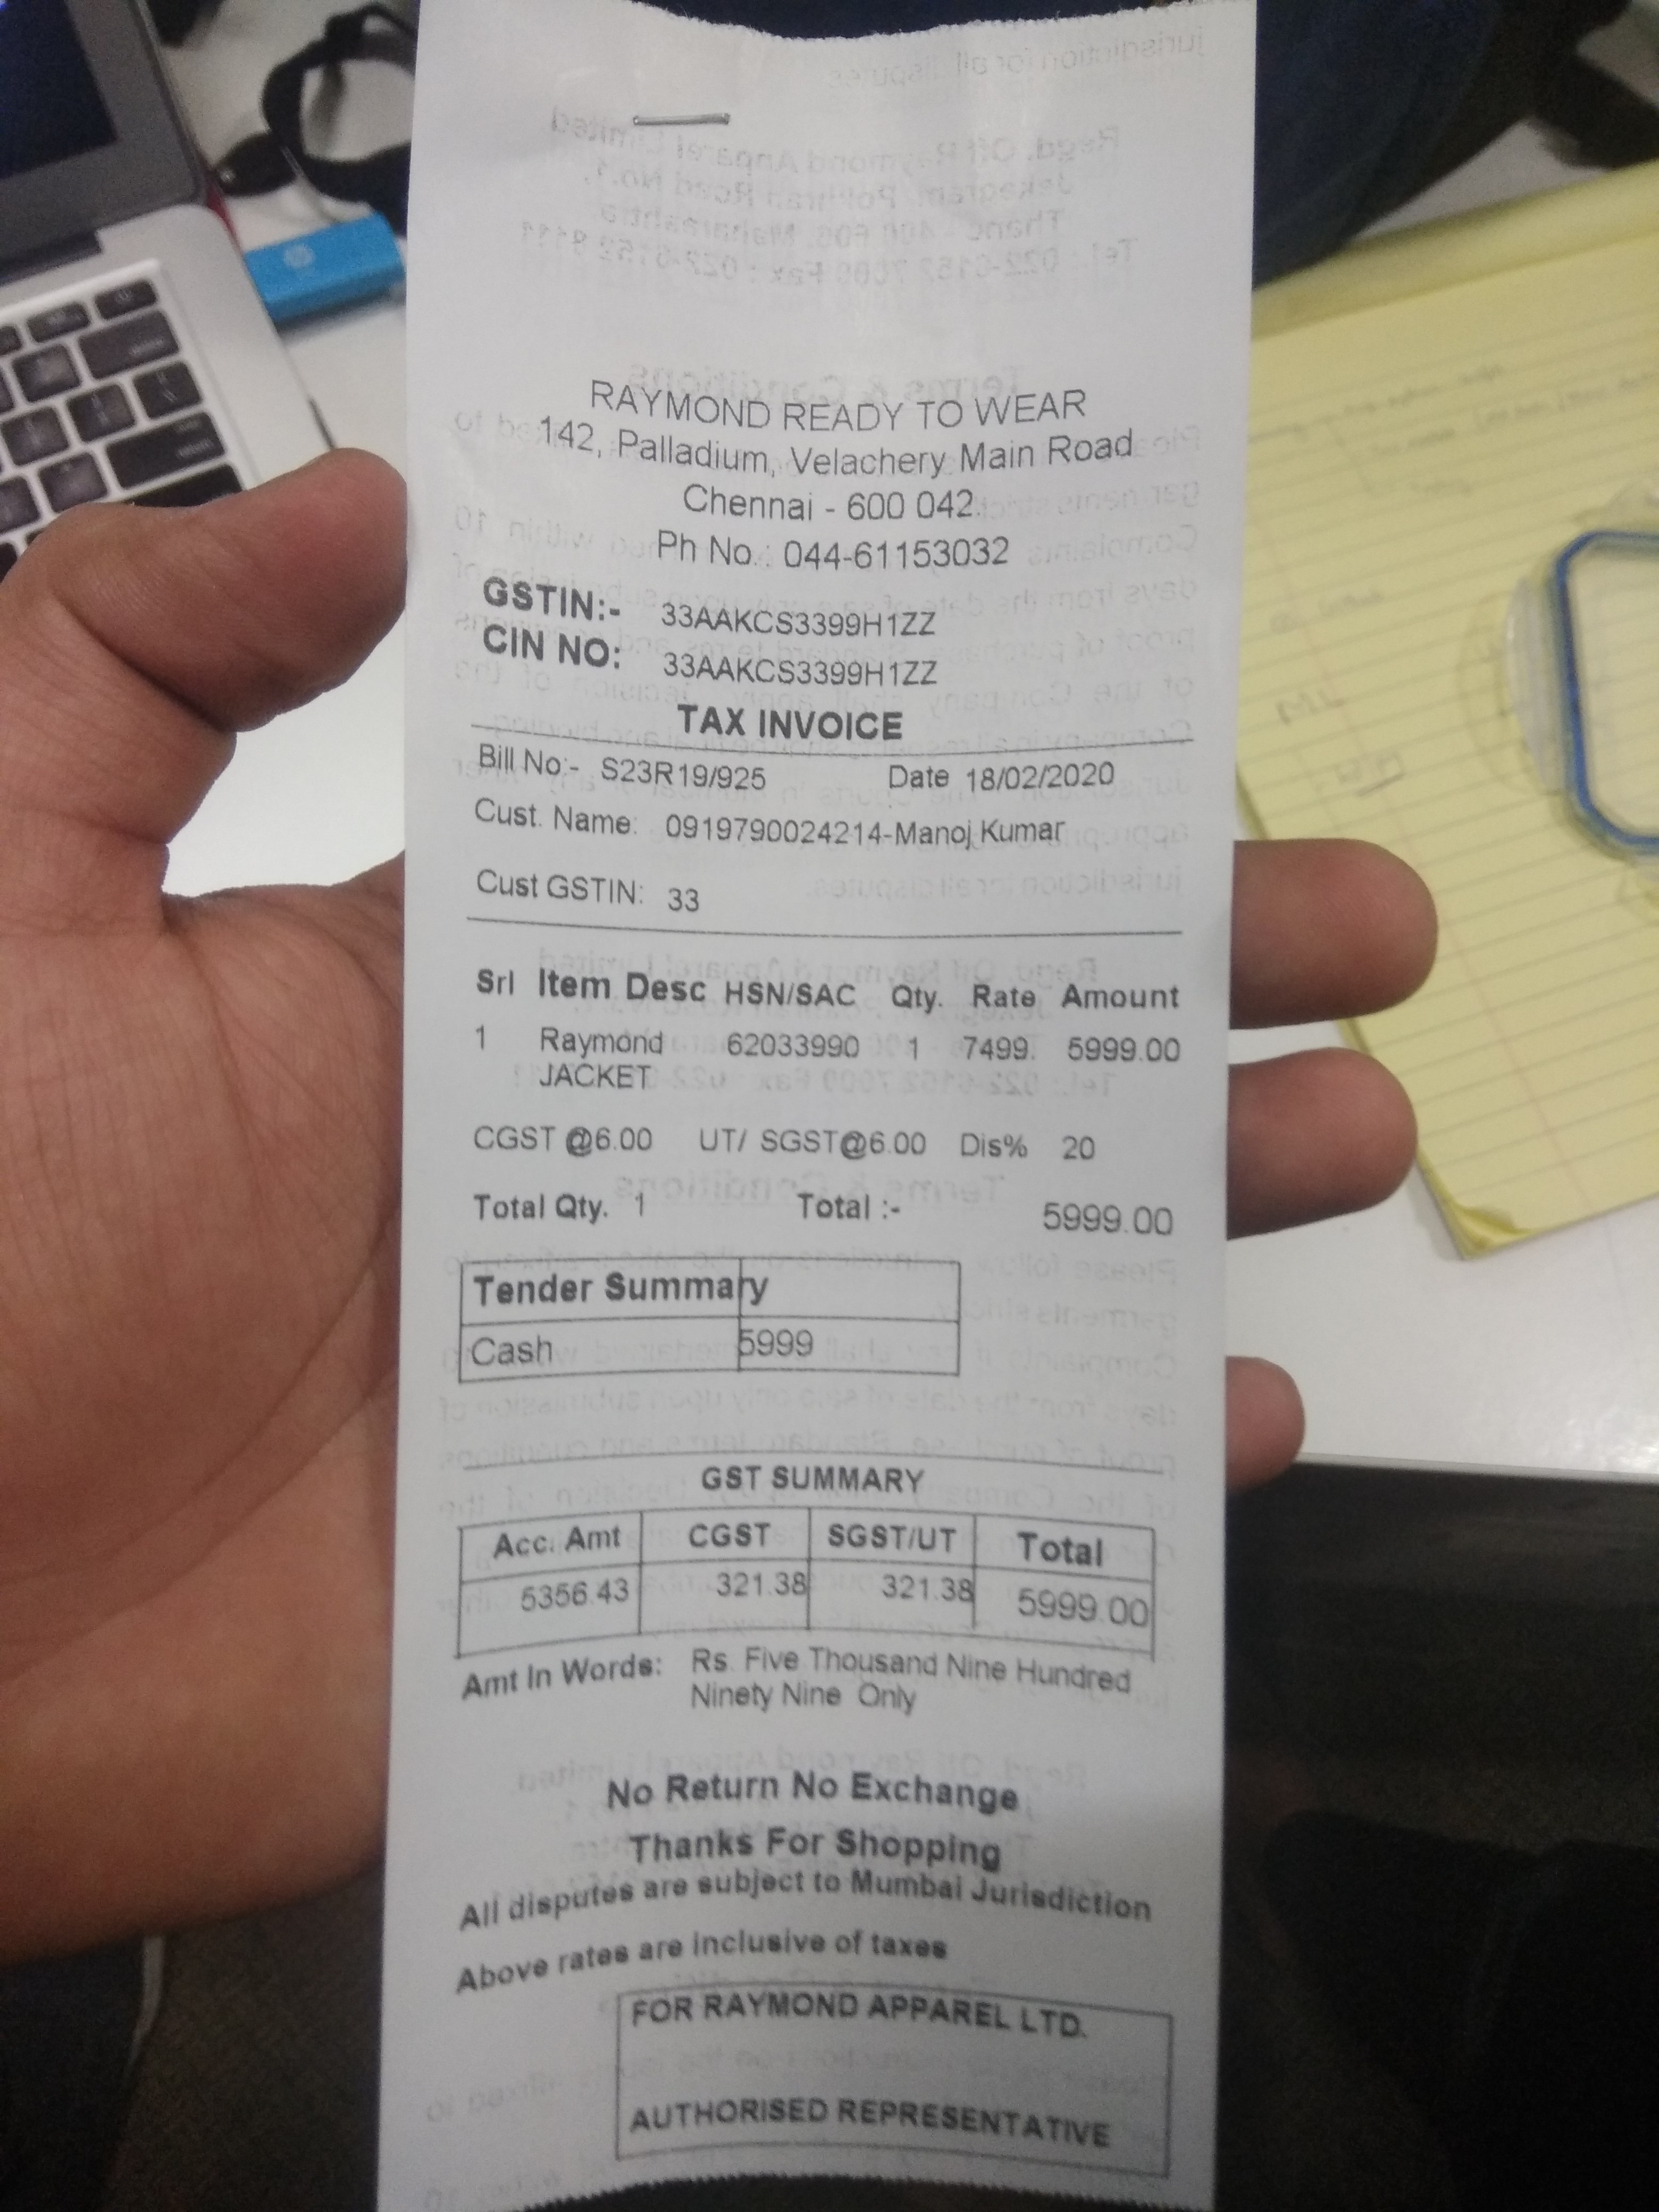 RAYMOND READY TO WEAR
142, Palladium, Velachery Main Road
Chennai - 600 042.
Ph No.: 044-61153032
GSTIN:- 33AAKCS3399H1ZZ
CIN NO: 33AAKCS3399H1ZZ
TAX INVOICE
Bill No:- S23R19/925 Date 18/02/2020
Cust. Name: 0919790024214-Manoj Kumar
Cust GSTIN: 33
Srl Item Desc HSN/SAC Qty. Rate Amount
1 Raymond 62033990 1 7499. 5999.00
JACKET
CGST @6.00 UT/ SGST@6.00 Dis% 20
Total Qty. 1 Total :- 5999.00
Tender Summary
Cash 5999
GST SUMMARY
Acc. Amt CGST SGST/UT Total
5356.43 321.38 321.38 5999.00
Amt In Words: Rs. Five Thousand Nine Hundred
Ninety Nine Only
No Return No Exchange
Thanks For Shopping
All disputes are subject to Mumbai Jurisdiction
Above rates are inclusive of taxes
FOR RAYMOND APPAREL LTD.
AUTHORISED REPRESENTATIVE